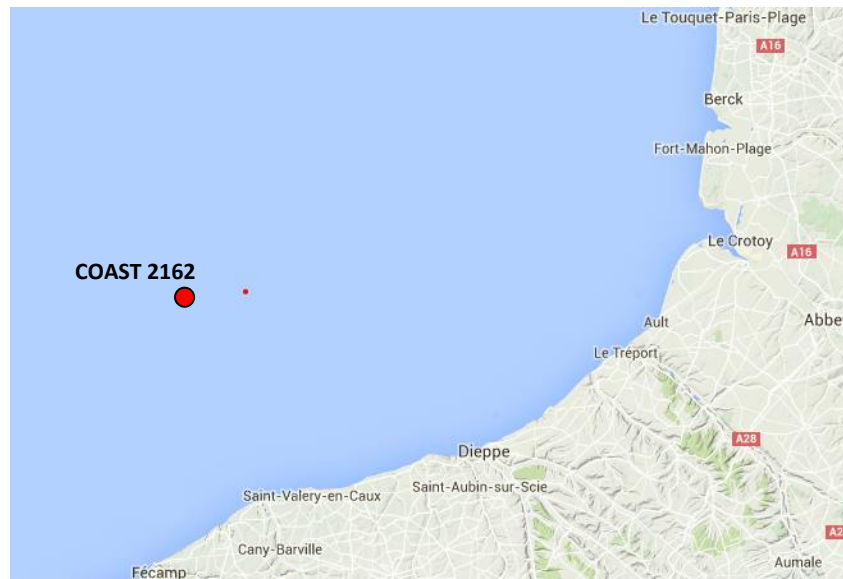 Le Touquet-Paris-Plage
A16
Berck
Fort-Mahon-Plage
Le Crotoy
A16
COAST 2162
Ault
Abbe
Le Tréport
A28
Dieppe
Saint-Aubin-sur-Scie
Saint-Valery-en-Caux
A2
Cany-Barville
Aumale
Fécamp